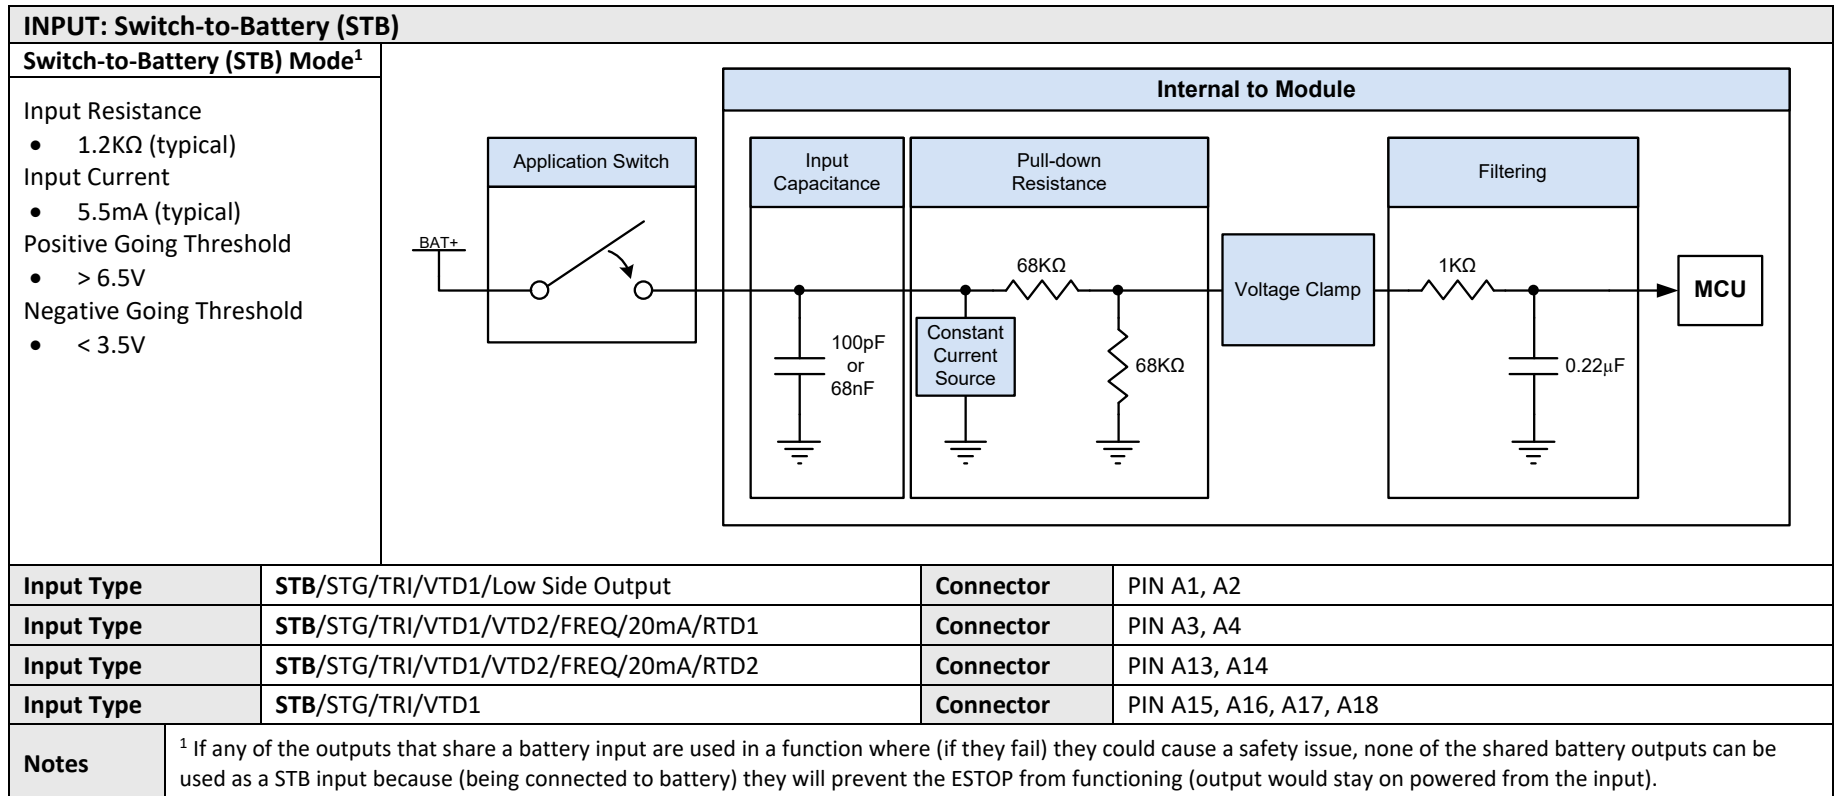 INPUT: Switch-to-Battery (STB)
Switch-to-Battery (STB) Mode¹
Input Resistance
• 1.2KΩ (typical)
Input Current
• 5.5mA (typical)
Positive Going Threshold
• > 6.5V
Negative Going Threshold
• < 3.5V
Internal to Module
Application Switch
Input
Capacitance
Pull-down
Resistance
Filtering
BAT+
68KΩ
1KΩ
Voltage Clamp
MCU
Constant
Current
Source
100pF
or
68nF
68KΩ
0.22µF
Input Type STB/STG/TRI/VTD1/Low Side Output Connector PIN A1, A2
Input Type STB/STG/TRI/VTD1/VTD2/FREQ/20mA/RTD1 Connector PIN A3, A4
Input Type STB/STG/TRI/VTD1/VTD2/FREQ/20mA/RTD2 Connector PIN A13, A14
Input Type STB/STG/TRI/VTD1 Connector PIN A15, A16, A17, A18
Notes
¹ If any of the outputs that share a battery input are used in a function where (if they fail) they could cause a safety issue, none of the shared battery outputs can be
used as a STB input because (being connected to battery) they will prevent the ESTOP from functioning (output would stay on powered from the input).